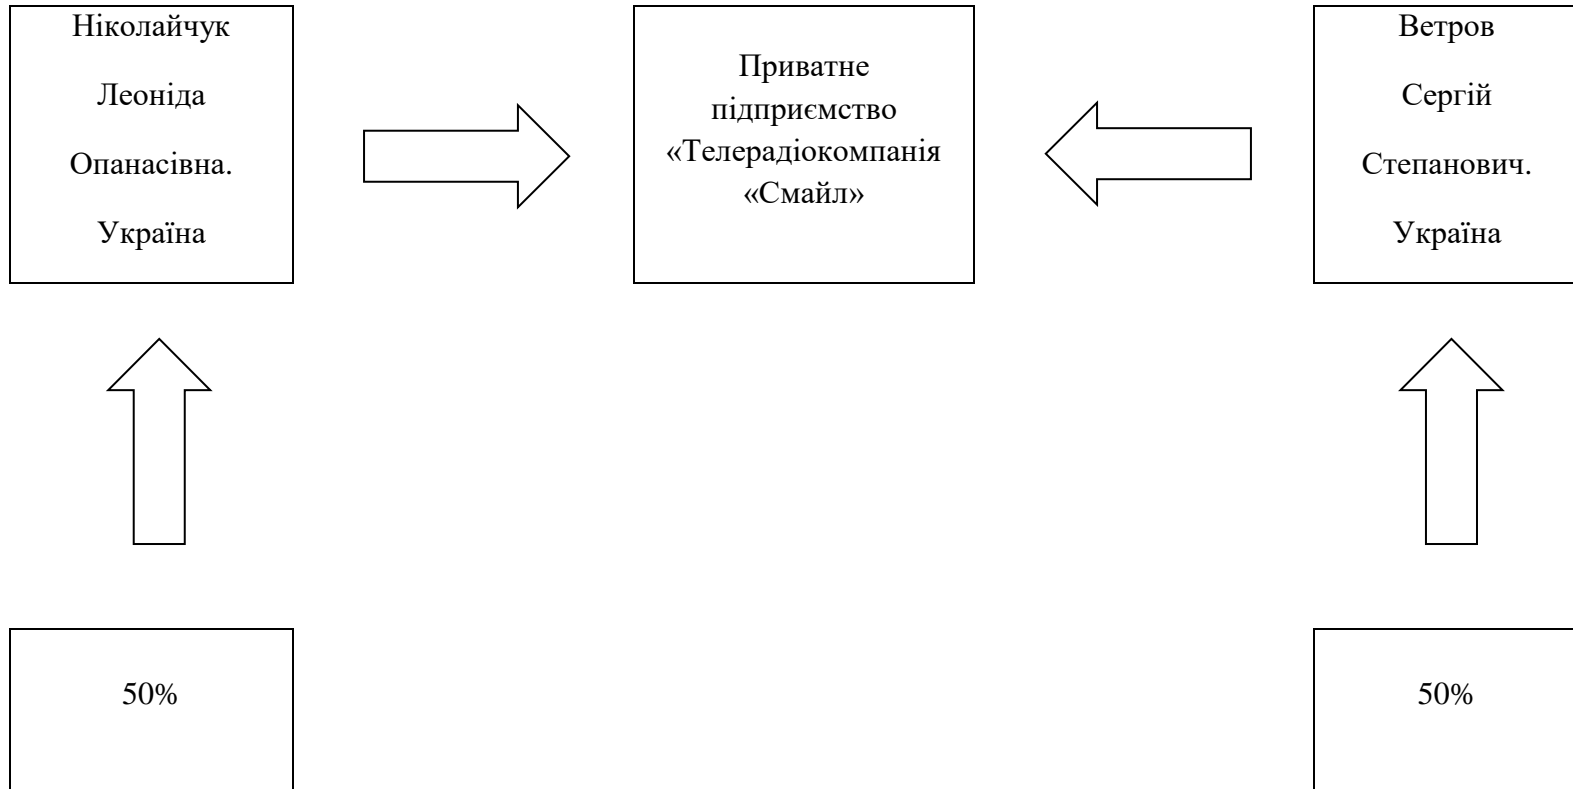 Ніколайчук
Леоніда
Опанасівна.
Україна
Приватне
підприємство
«Телерадіокомпанія
«Смайл»
Ветров
Сергій
Степанович.
Україна
50%
50%